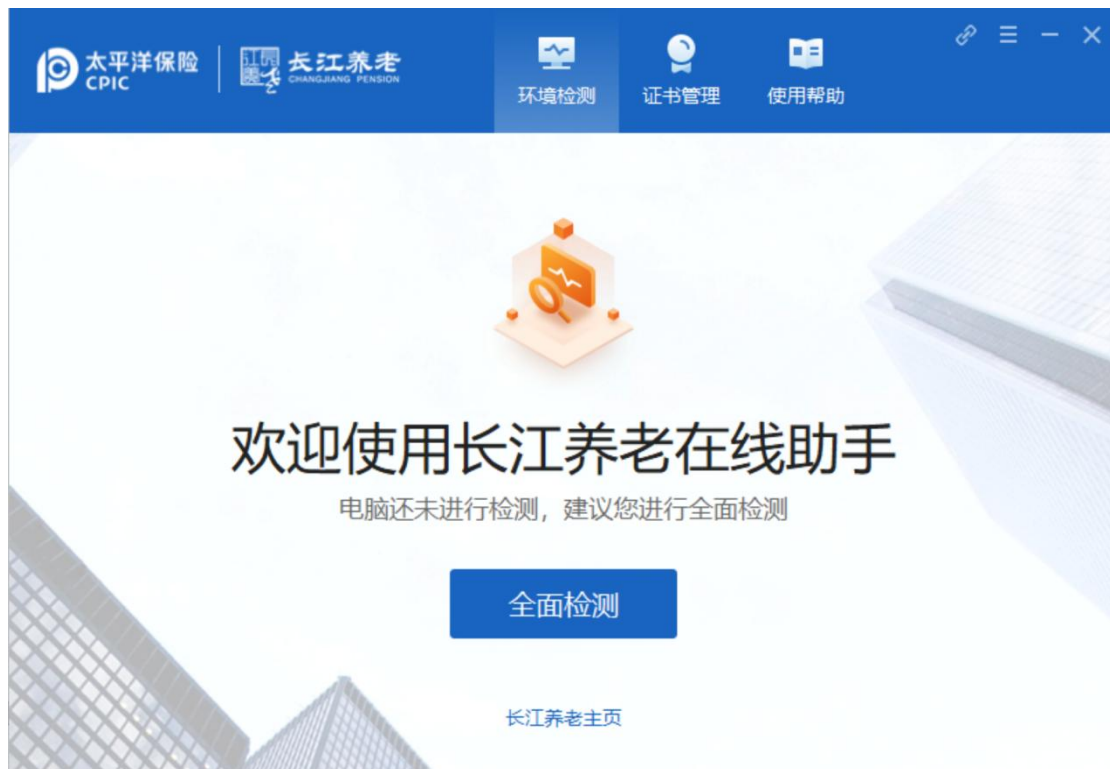 太平洋保险
CPIC
长江养老
CHANGJIANG PENSION
环境检测
证书管理
使用帮助
欢迎使用长江养老在线助手
电脑还未进行检测，建议您进行全面检测
全面检测
长江养老主页